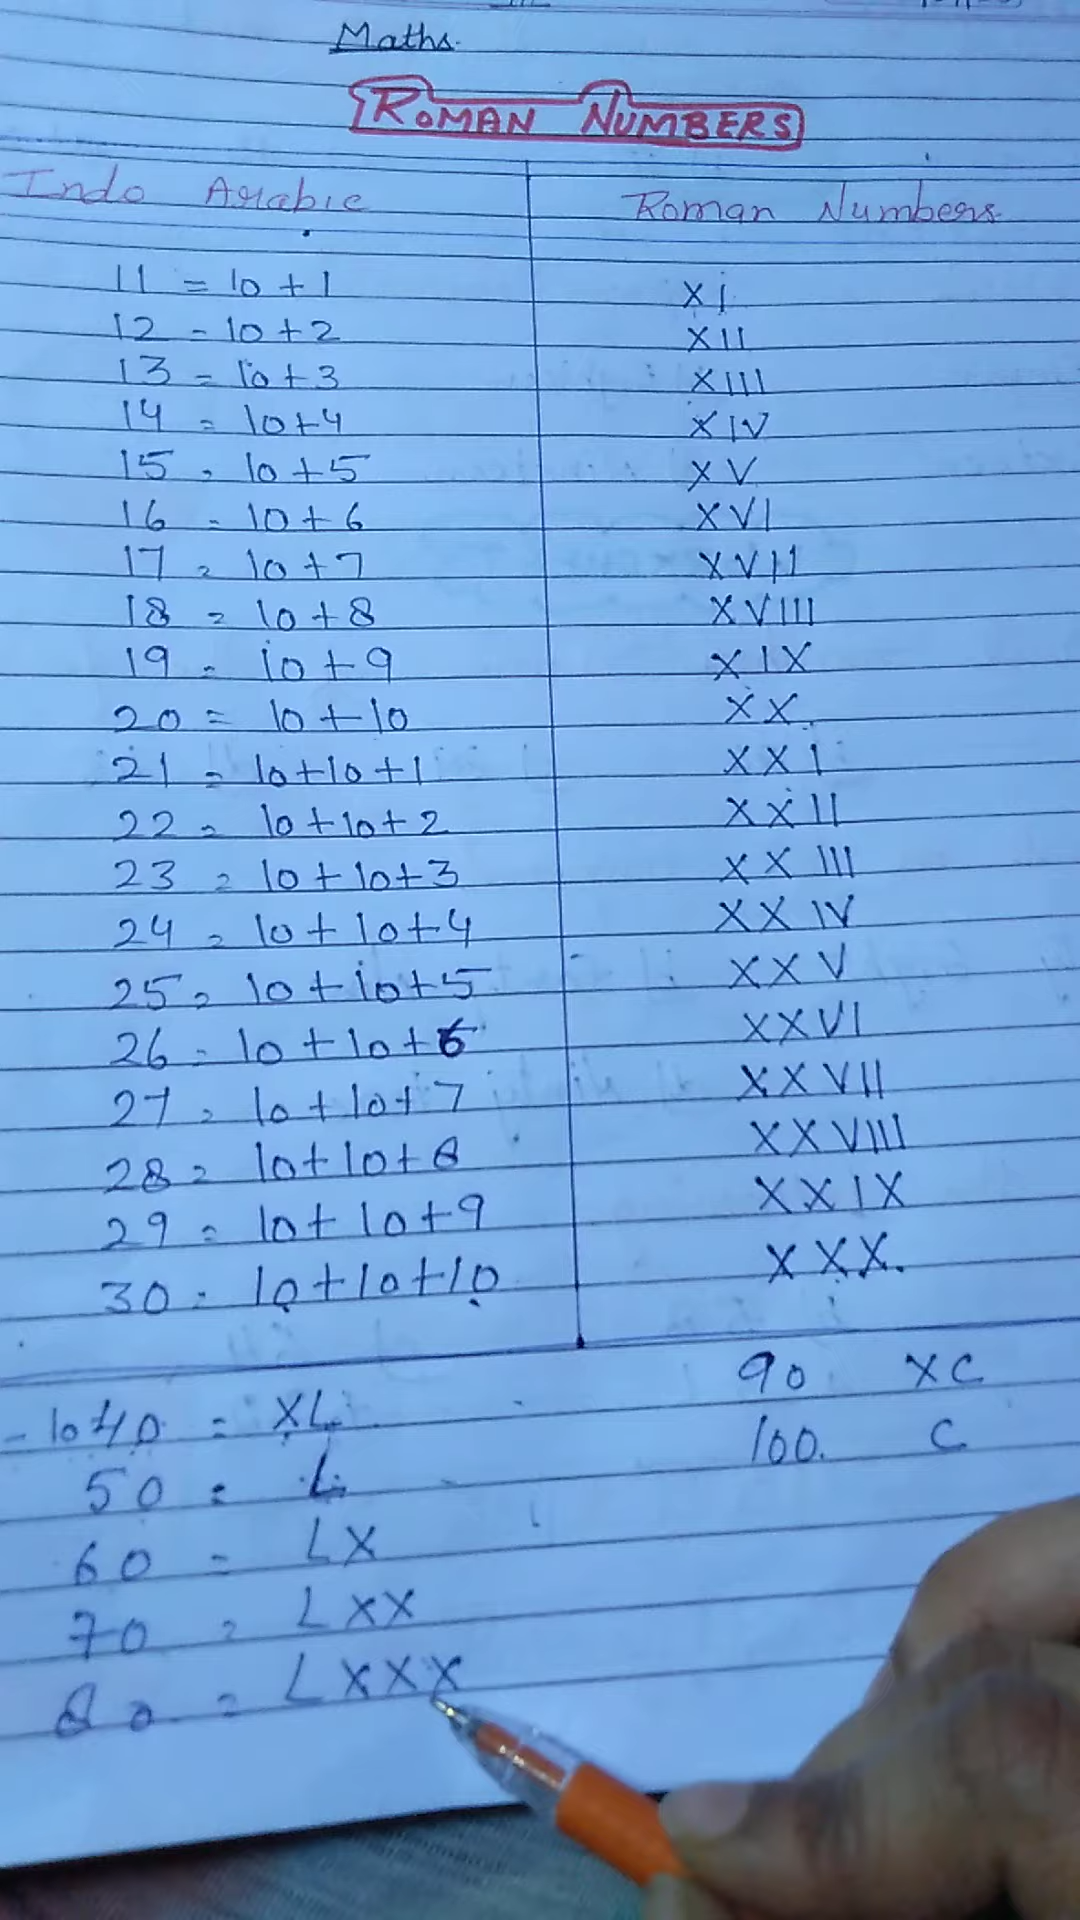 Maths.
ROMAN NUMBERS
Indo Arabic Roman Numbers
11 = 10 + 1 XI
12 = 10 + 2 XII
13 = 10 + 3 XIII
14 = 10 + 4 XIV
15 = 10 + 5 XV
16 = 10 + 6 XVI
17 = 10 + 7 XVII
18 = 10 + 8 XVIII
19 = 10 + 9 XIX
20 = 10 + 10 XX
21 = 10 + 10 + 1 XXI
22 = 10 + 10 + 2 XXII
23 = 10 + 10 + 3 XXIII
24 = 10 + 10 + 4 XXIV
25 = 10 + 10 + 5 XXV
26 = 10 + 10 + 6 XXVI
27 = 10 + 10 + 7 XXVII
28 = 10 + 10 + 8 XXVIII
29 = 10 + 10 + 9 XXIX
30 = 10 + 10 + 10 XXX.
-10 40 = XL 90 XC
50 = L 100. C
60 = LX
70 = LXX
80 = LXXX